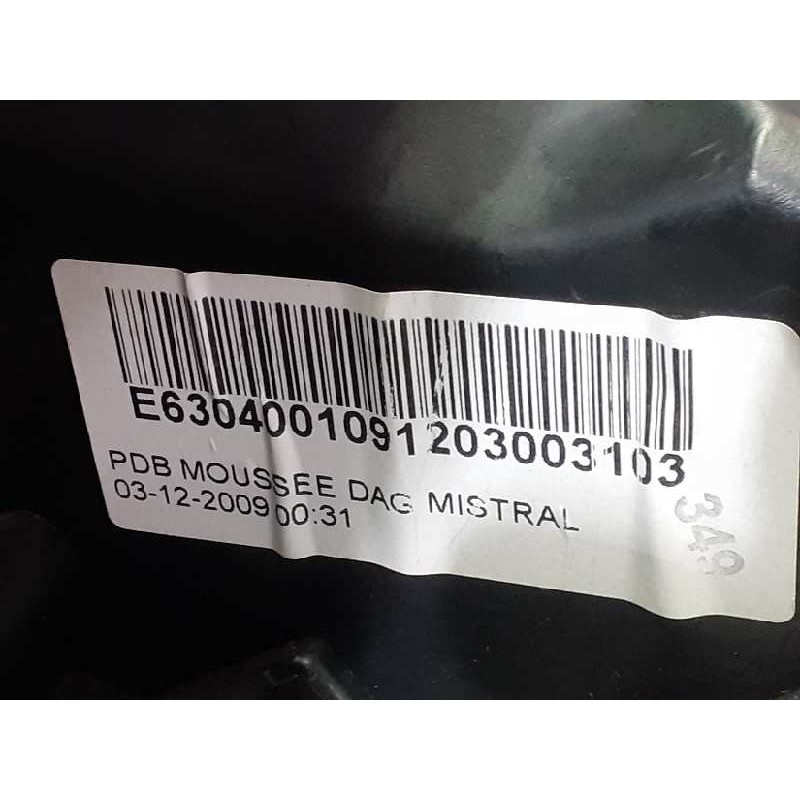 E6304001091203003103
PDB MOUSSEE DAG MISTRAL
03-12-2009 00:31
349